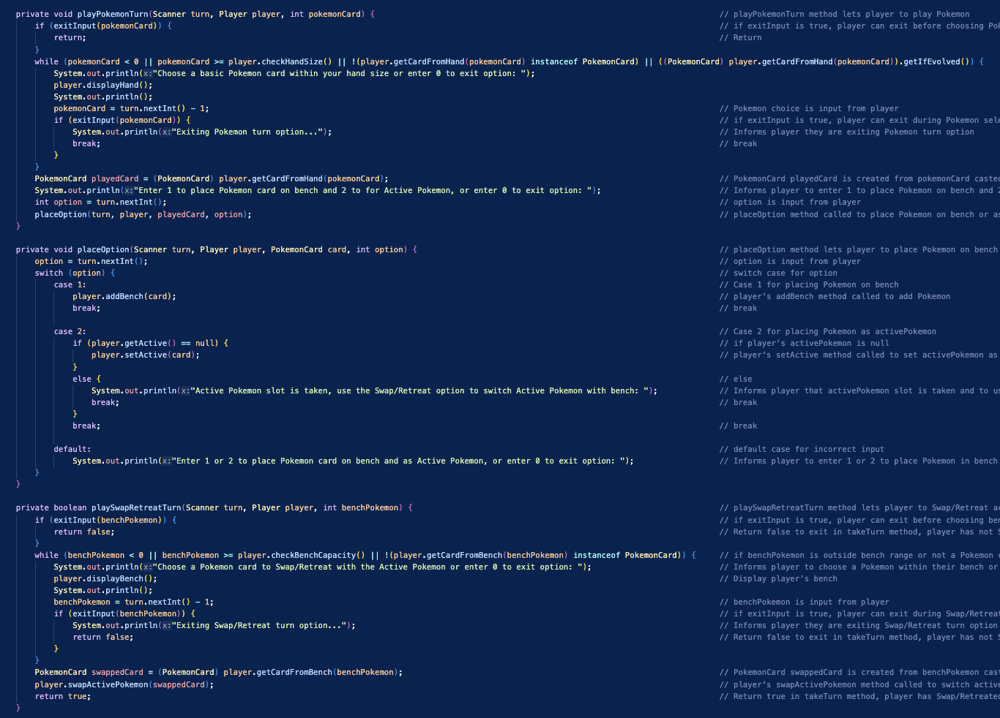 private void playPokemonTurn(Scanner turn, Player player, int pokemonCard) { // playPokemonTurn method lets player to play Pokemon
if (exitInput(pokemonCard)) { // if exitInput is true, player can exit before choosing
return; // Return
}
while (pokemonCard < 0 || pokemonCard >= player.checkHandSize() || !(player.getCardFromHand(pokemonCard) instanceof PokemonCard) || ((PokemonCard) player.getCardFromHand(pokemonCard)).getIfEvolved()) {
System.out.println(x:"Choose a basic Pokemon card within your hand size or enter 0 to exit option: ");
player.displayHand();
System.out.println();
pokemonCard = turn.nextInt() - 1; // Pokemon choice is input from player
if (exitInput(pokemonCard)) { // if exitInput is true, player can exit during Pokemon
System.out.println(x:"Exiting Pokemon turn option..."); // Informs player they are exiting Pokemon turn option
break; // break
}
}
PokemonCard playedCard = (PokemonCard) player.getCardFromHand(pokemonCard); // PokemonCard playedCard is created from pokemonCard casted
System.out.println(x:"Enter 1 to place Pokemon card on bench and 2 to for Active Pokemon, or enter 0 to exit option: "); // Informs player to enter 1 to place Pokemon on bench and 2
int option = turn.nextInt(); // option is input from player
placeOption(turn, player, playedCard, option); // placeOption method called to place Pokemon on bench or as
}
private void placeOption(Scanner turn, Player player, PokemonCard card, int option) { // placeOption method lets player to place Pokemon on bench
option = turn.nextInt(); // option is input from player
switch (option) { // switch case for option
case 1: // Case 1 for placing Pokemon on bench
player.addBench(card); // player's addBench method called to add Pokemon
break; // break
case 2: // Case 2 for placing Pokemon as activePokemon
if (player.getActive() == null) { // if player's activePokemon is null
player.setActive(card); // player's setActive method called to set activePokemon as
}
else { // else
System.out.println(x:"Active Pokemon slot is taken, use the Swap/Retreat option to switch Active Pokemon with bench: "); // Informs player that activePokemon slot is taken and to
break; // break
}
break; // break
default: // default case for incorrect input
System.out.println(x:"Enter 1 or 2 to place Pokemon card on bench and as Active Pokemon, or enter 0 to exit option: "); // Informs player to enter 1 or 2 to place Pokemon in bench
}
}
private boolean playSwapRetreatTurn(Scanner turn, Player player, int benchPokemon) { // playSwapRetreatTurn method lets player to Swap/Retreat
if (exitInput(benchPokemon)) { // if exitInput is true, player can exit before choosing
return false; // Return false to exit in takeTurn method, player has not
}
while (benchPokemon < 0 || benchPokemon >= player.checkBenchCapacity() || !(player.getCardFromBench(benchPokemon) instanceof PokemonCard)) { // if benchPokemon is outside bench range or not a Pokemon
System.out.println(x:"Choose a Pokemon card to Swap/Retreat with the Active Pokemon or enter 0 to exit option: "); // Informs player to choose a Pokemon within their bench or
player.displayBench(); // Display player's bench
System.out.println();
benchPokemon = turn.nextInt() - 1; // benchPokemon is input from player
if (exitInput(benchPokemon)) { // if exitInput is true, player can exit during Swap/Retreat
System.out.println(x:"Exiting Swap/Retreat turn option..."); // Informs player they are exiting Swap/Retreat turn option
return false; // Return false to exit in takeTurn method, player has not
}
}
PokemonCard swappedCard = (PokemonCard) player.getCardFromBench(benchPokemon); // PokemonCard swappedCard is created from benchPokemon
player.swapActivePokemon(swappedCard); // player's swapActivePokemon method called to switch active
return true; // Return true in takeTurn method, player has Swap/Retreated
}